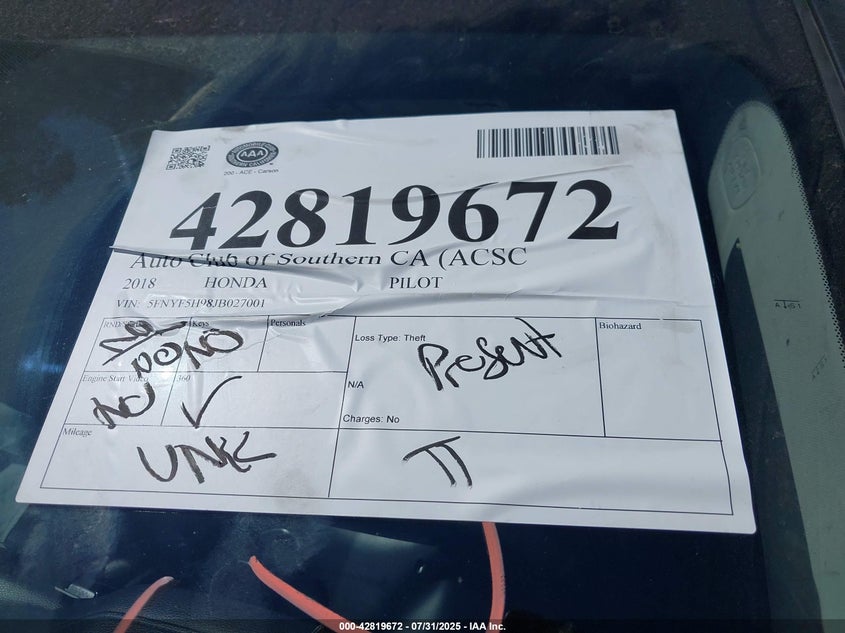 AAA
200 - ACE - Carson
42819672
Auto Club of Southern CA (ACSC
2018 HONDA PILOT
VIN: 5FNYF5H98JB027001
Keys Personals Loss Type: Theft Biohazard
NO
Present
N/A
Engine Start Video 360
NO ✓
Charges: No
Mileage
UNK
000-42819672 - 07/31/2025 - IAA Inc.